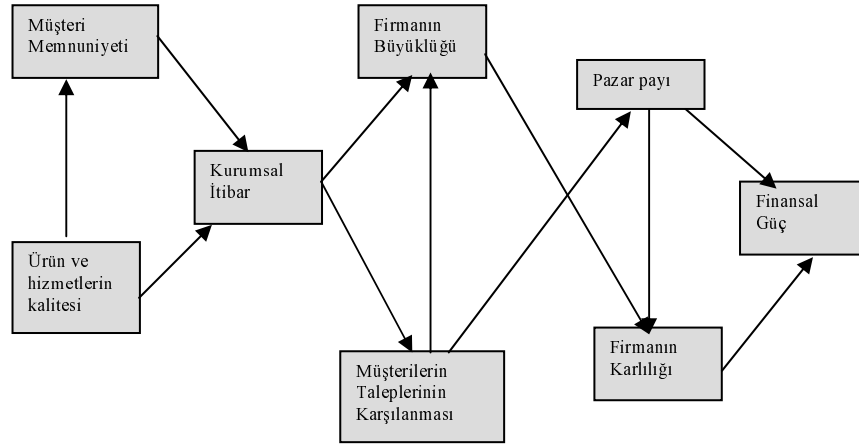 Müşteri
Memnuniyeti
Firmanın
Büyüklüğü
Pazar payı
Kurumsal
İtibar
Finansal
Güç
Ürün ve
hizmetlerin
kalitesi
Firmanın
Karlılığı
Müşterilerin
Taleplerinin
Karşılanması